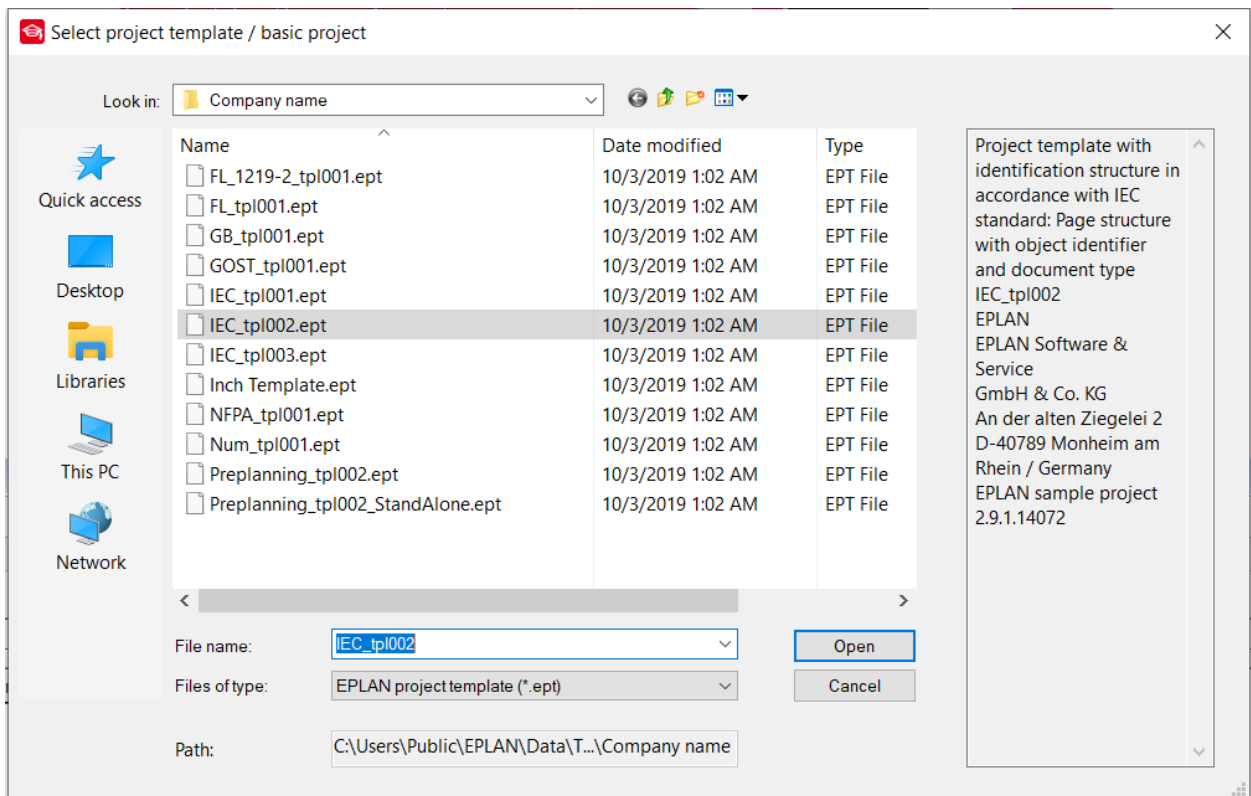 Select project template / basic project
Look in:
Company name
Quick access
Desktop
Libraries
This PC
Network
Name Date modified Type
FL_1219-2_tpl001.ept 10/3/2019 1:02 AM EPT File
FL_tpl001.ept 10/3/2019 1:02 AM EPT File
GB_tpl001.ept 10/3/2019 1:02 AM EPT File
GOST_tpl001.ept 10/3/2019 1:02 AM EPT File
IEC_tpl001.ept 10/3/2019 1:02 AM EPT File
IEC_tpl002.ept 10/3/2019 1:02 AM EPT File
IEC_tpl003.ept 10/3/2019 1:02 AM EPT File
Inch Template.ept 10/3/2019 1:02 AM EPT File
NFPA_tpl001.ept 10/3/2019 1:02 AM EPT File
Num_tpl001.ept 10/3/2019 1:02 AM EPT File
Preplanning_tpl002.ept 10/3/2019 1:02 AM EPT File
Preplanning_tpl002_StandAlone.ept 10/3/2019 1:02 AM EPT File
File name: IEC_tpl002 Open
Files of type: EPLAN project template (*.ept) Cancel
Path: C:\Users\Public\EPLAN\Data\T...\Company name
Project template with
identification structure in
accordance with IEC
standard: Page structure
with object identifier
and document type
IEC_tpl002
EPLAN
EPLAN Software &
Service
GmbH & Co. KG
An der alten Ziegelei 2
D-40789 Monheim am
Rhein / Germany
EPLAN sample project
2.9.1.14072